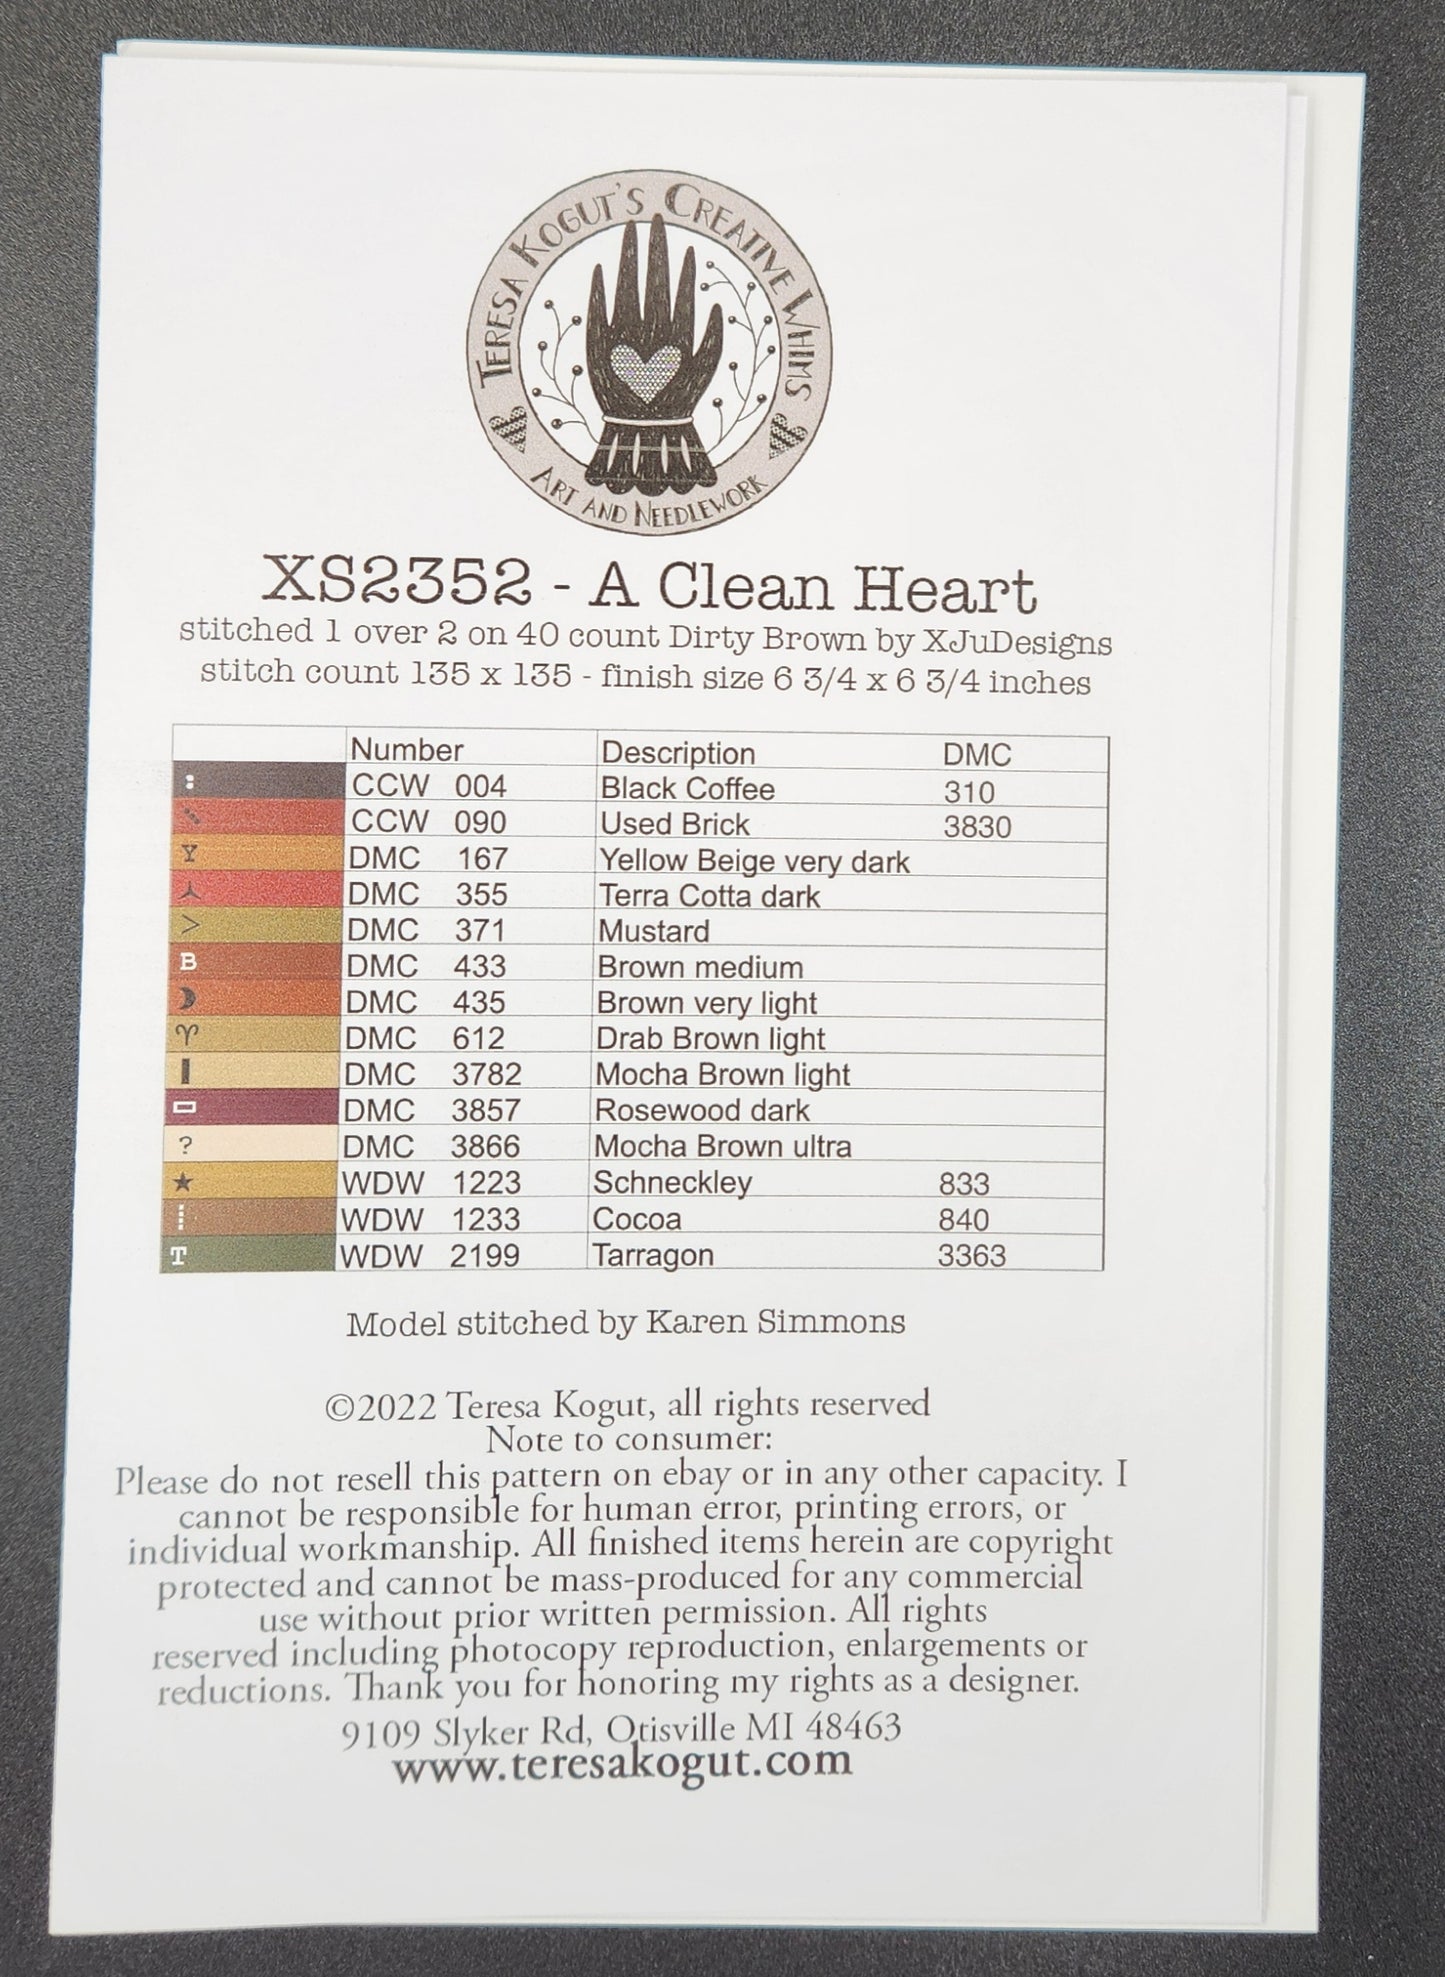 TERESA KOGUT'S CREATIVE WHIMS
ART AND NEEDLEWORK
XS2352 - A Clean Heart
stitched 1 over 2 on 40 count Dirty Brown by XJuDesigns
stitch count 135 x 135 - finish size 6 3/4 x 6 3/4 inches
Number Description DMC
CCW 004 Black Coffee 310
CCW 090 Used Brick 3830
Y DMC 167 Yellow Beige very dark
DMC 355 Terra Cotta dark
> DMC 371 Mustard
B DMC 433 Brown medium
DMC 435 Brown very light
♈ DMC 612 Drab Brown light
DMC 3782 Mocha Brown light
DMC 3857 Rosewood dark
? DMC 3866 Mocha Brown ultra
★ WDW 1223 Schneckley 833
WDW 1233 Cocoa 840
T WDW 2199 Tarragon 3363
Model stitched by Karen Simmons
©2022 Teresa Kogut, all rights reserved
Note to consumer:
Please do not resell this pattern on ebay or in any other capacity. I
cannot be responsible for human error, printing errors, or
individual workmanship. All finished items herein are copyright
protected and cannot be mass-produced for any commercial
use without prior written permission. All rights
reserved including photocopy reproduction, enlargements or
reductions. Thank you for honoring my rights as a designer.
9109 Slyker Rd, Otisville MI 48463
www.teresakogut.com